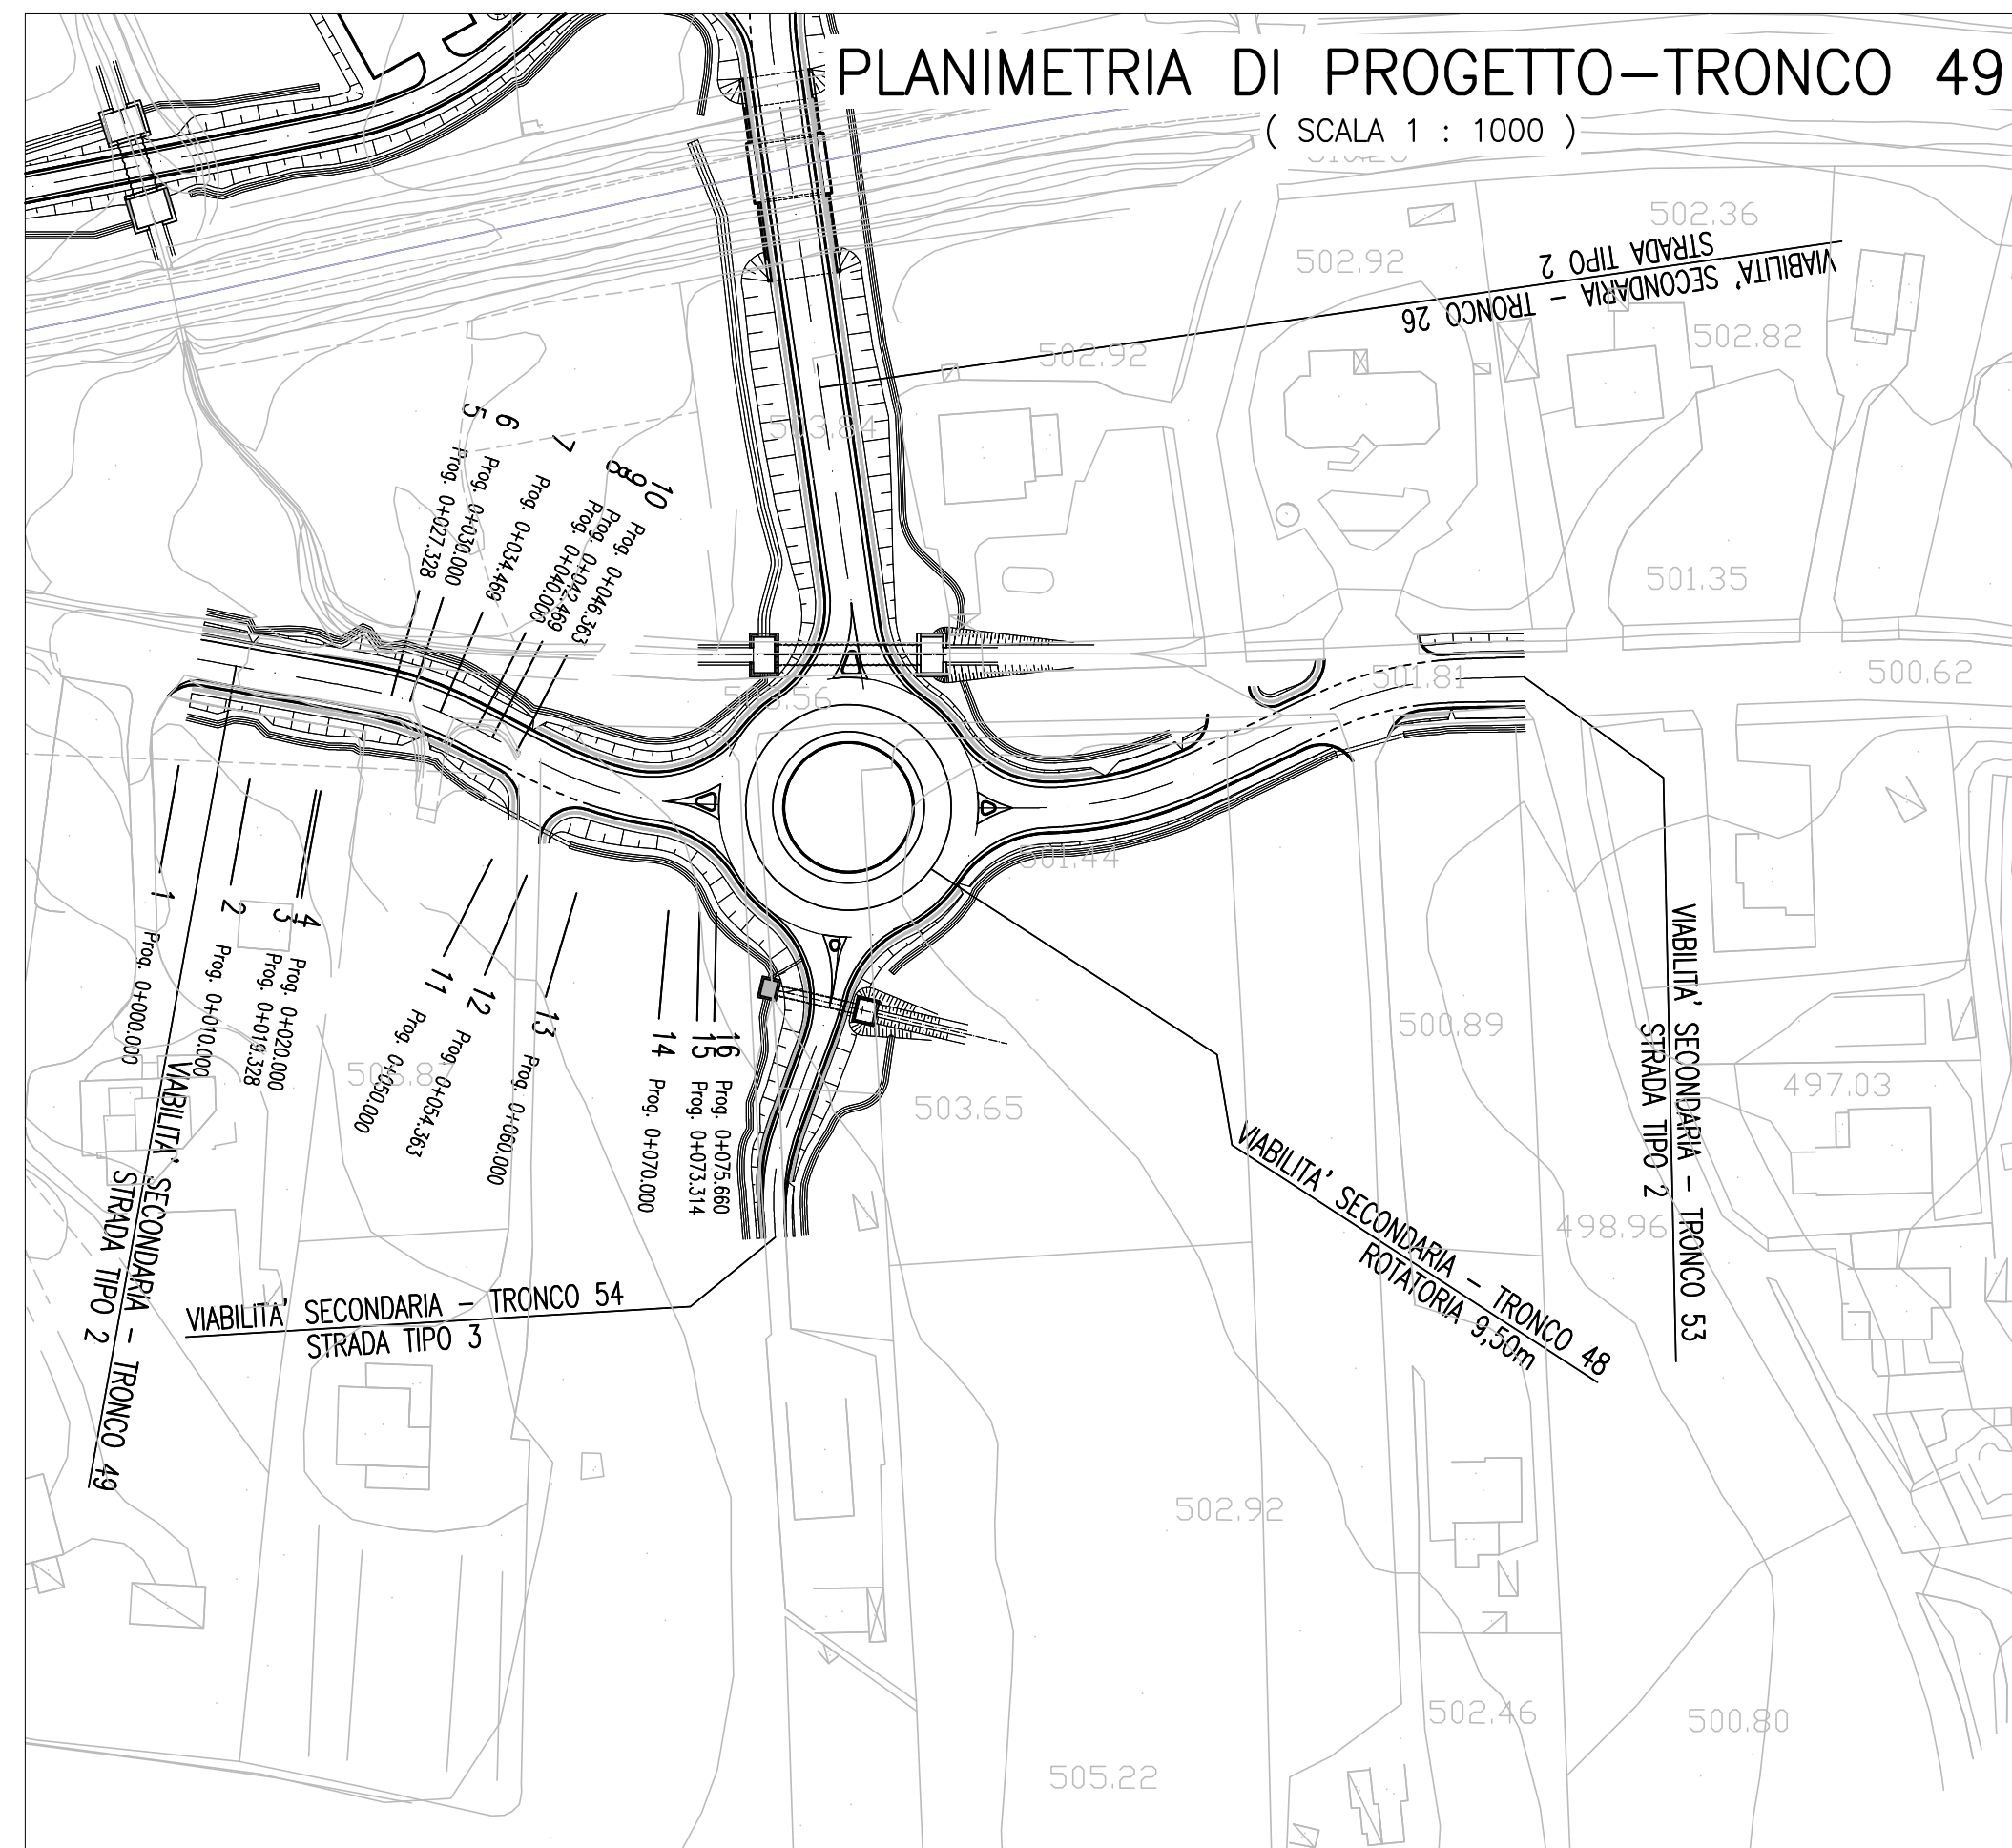 PLANIMETRIA DI PROGETTO-TRONCO 49
( SCALA 1 : 1000 )
502.36
502.92
VIABILITA' SECONDARIA - TRONCO 26
STRADA TIPO 2
502.82
502.92
503.84
5
Prog. 0+027.328
6
Prog. 0+030.000
7
Prog. 0+034.469
8
Prog. 0+040.000
9
Prog. 0+042.469
10
Prog. 0+046.363
501.35
501.81
500.62
501.44
1
Prog. 0+000.000
2
Prog. 0+010.000
3
Prog. 0+019.328
4
Prog. 0+020.000
11
Prog. 0+050.000
12
Prog. 0+054.363
13
Prog. 0+060.000
14
Prog. 0+070.000
15
Prog. 0+073.314
16
Prog. 0+075.660
500.89
497.03
503.65
498.96
VIABILITA' SECONDARIA - TRONCO 53
STRADA TIPO 2
VIABILITA' SECONDARIA - TRONCO 48
ROTATORIA 9,50m
VIABILITA' SECONDARIA - TRONCO 49
STRADA TIPO 2
VIABILITA' SECONDARIA - TRONCO 54
STRADA TIPO 3
502.92
502.46
500.80
505.22